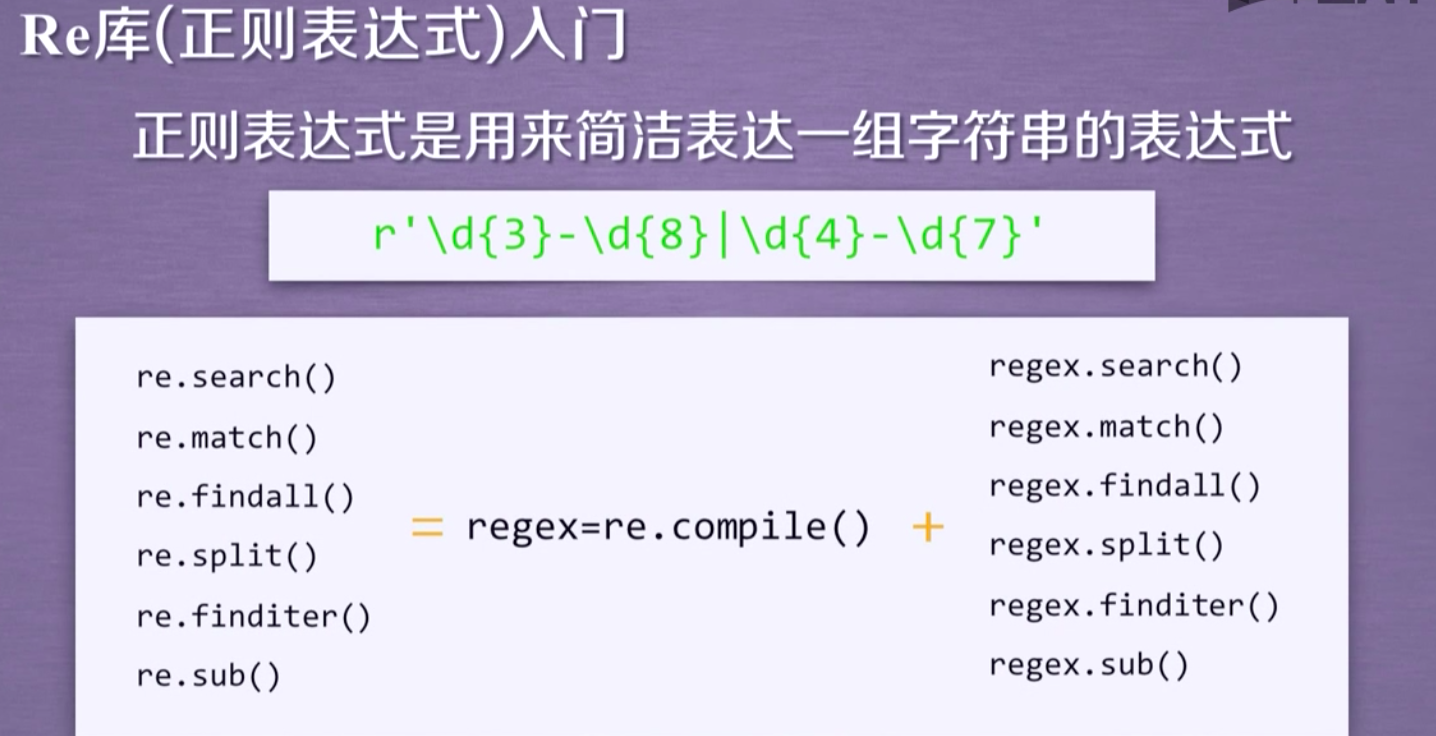 Re库(正则表达式)入门
正则表达式是用来简洁表达一组字符串的表达式
r'\d{3}-\d{8}|\d{4}-\d{7}'
re.search()
re.match()
re.findall()
re.split()
re.finditer()
re.sub()
= regex=re.compile() +
regex.search()
regex.match()
regex.findall()
regex.split()
regex.finditer()
regex.sub()